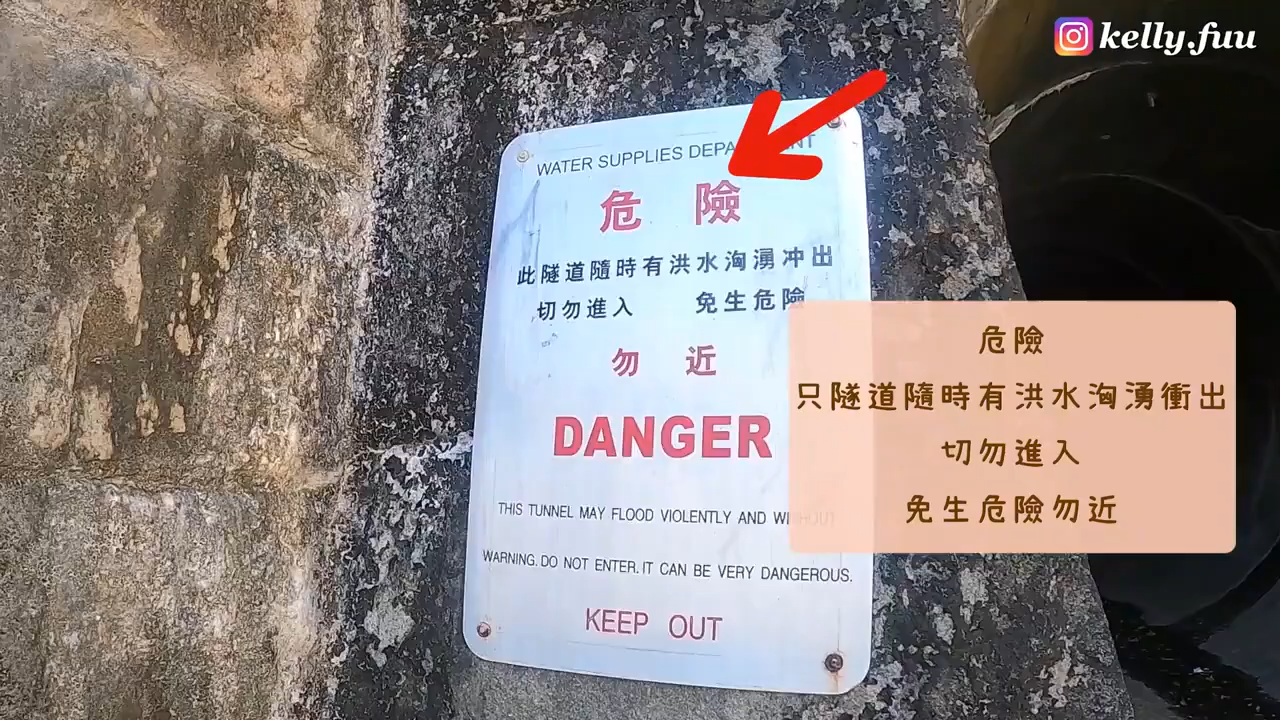 kelly.fuu
WATER SUPPLIES
危 險
此隧道隨時有洪水洶湧冲出
切勿進入 免生危險
勿 近
DANGER
THIS TUNNEL MAY FLOOD VIOLENTLY AND WITHOUT
WARNING. DO NOT ENTER. IT CAN BE VERY DANGEROUS.
KEEP OUT
危險
只隧道隨時有洪水洶湧衝出
切勿進入
免生危險勿近